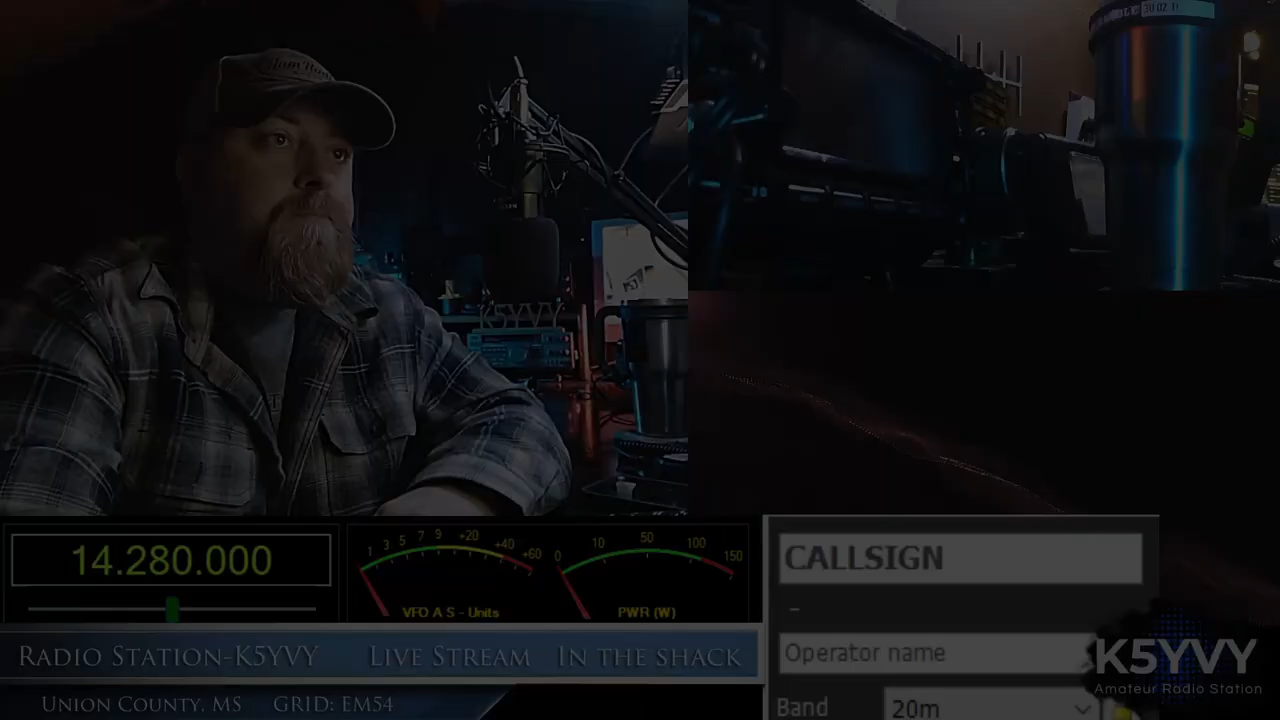 K5YVY
14.280.000
1 3 5 7 9 +20 +40 +60
VFO A S - Units
0 10 50 100 150
PWR (W)
CALLSIGN
-
Operator name
Band 20m
RADIO STATION-K5YVY LIVE STREAM IN THE SHACK
UNION COUNTY, MS GRID: EM54
K5YVY
Amateur Radio Station